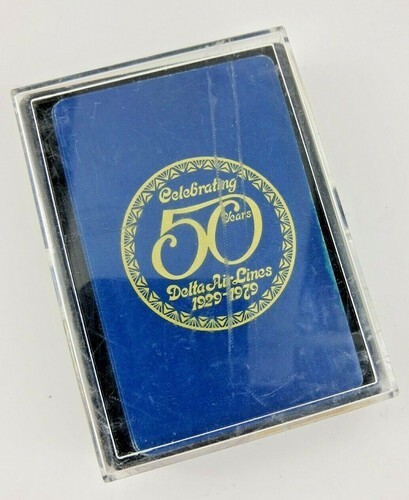 Celebrating
50 Years
Delta Air Lines
1929-1979